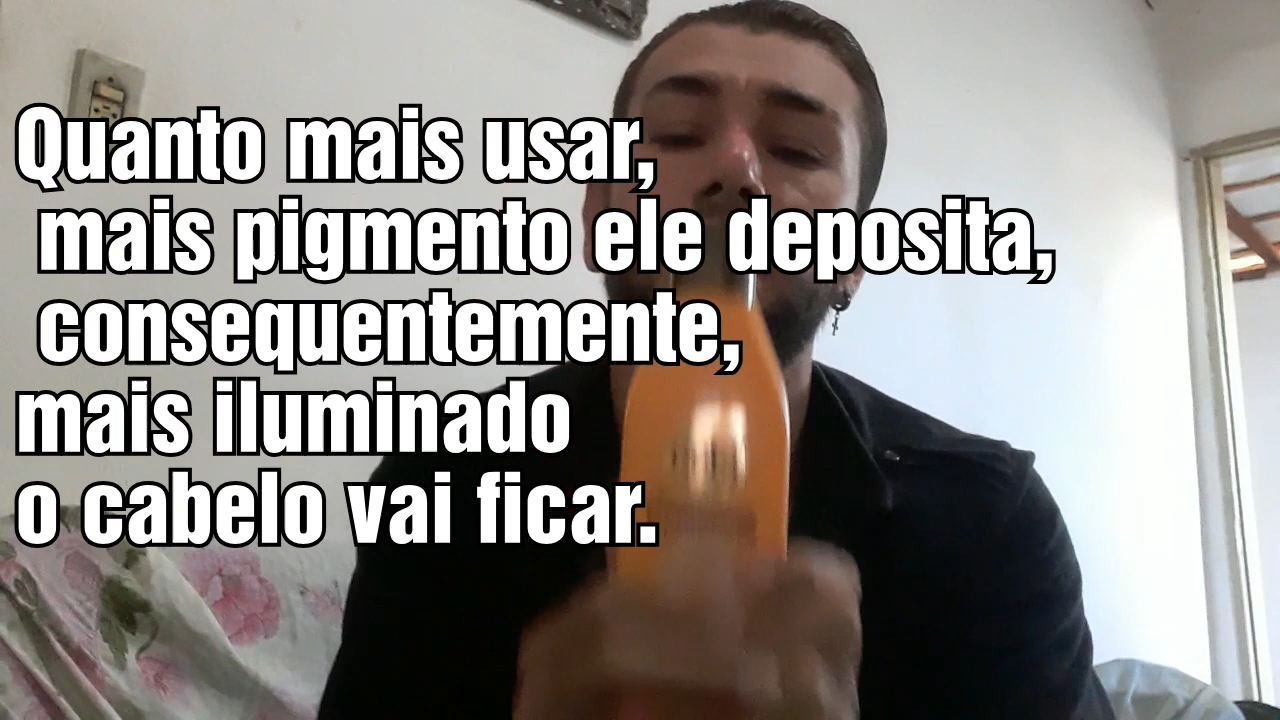 Quanto mais usar,
mais pigmento ele deposita,
consequentemente,
mais iluminado
o cabelo vai ficar.